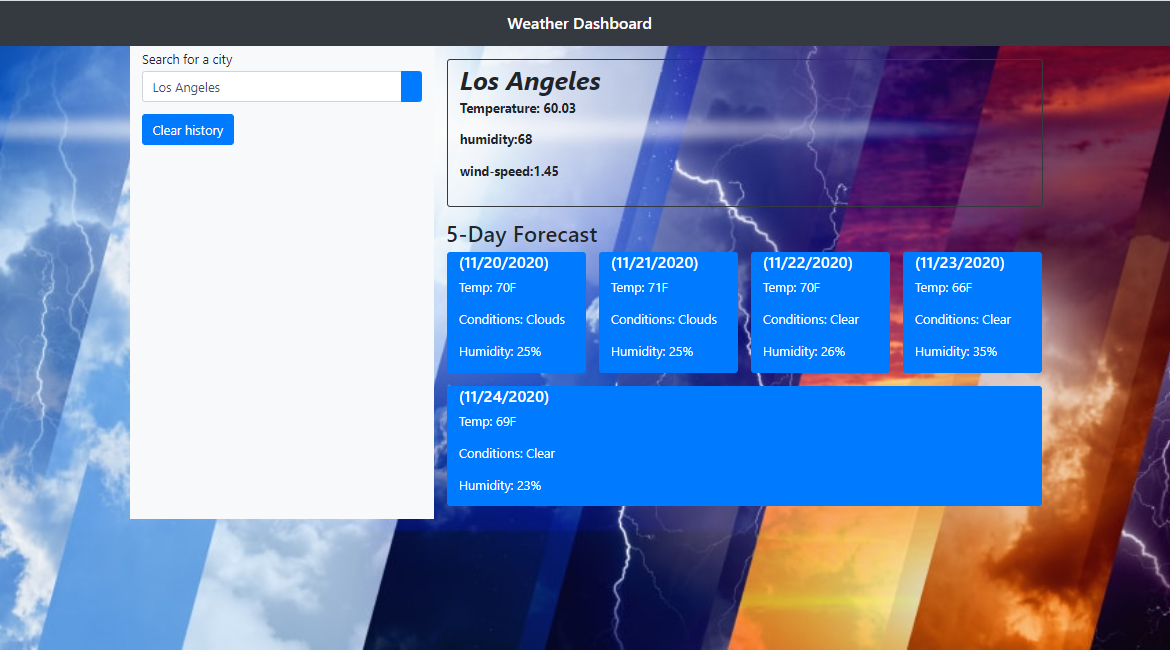 Weather Dashboard
Search for a city
Los Angeles
Clear history
Los Angeles
Temperature: 60.03
humidity:68
wind-speed:1.45
5-Day Forecast
(11/20/2020)
Temp: 70F
Conditions: Clouds
Humidity: 25%
(11/21/2020)
Temp: 71F
Conditions: Clouds
Humidity: 25%
(11/22/2020)
Temp: 70F
Conditions: Clear
Humidity: 26%
(11/23/2020)
Temp: 66F
Conditions: Clear
Humidity: 35%
(11/24/2020)
Temp: 69F
Conditions: Clear
Humidity: 23%